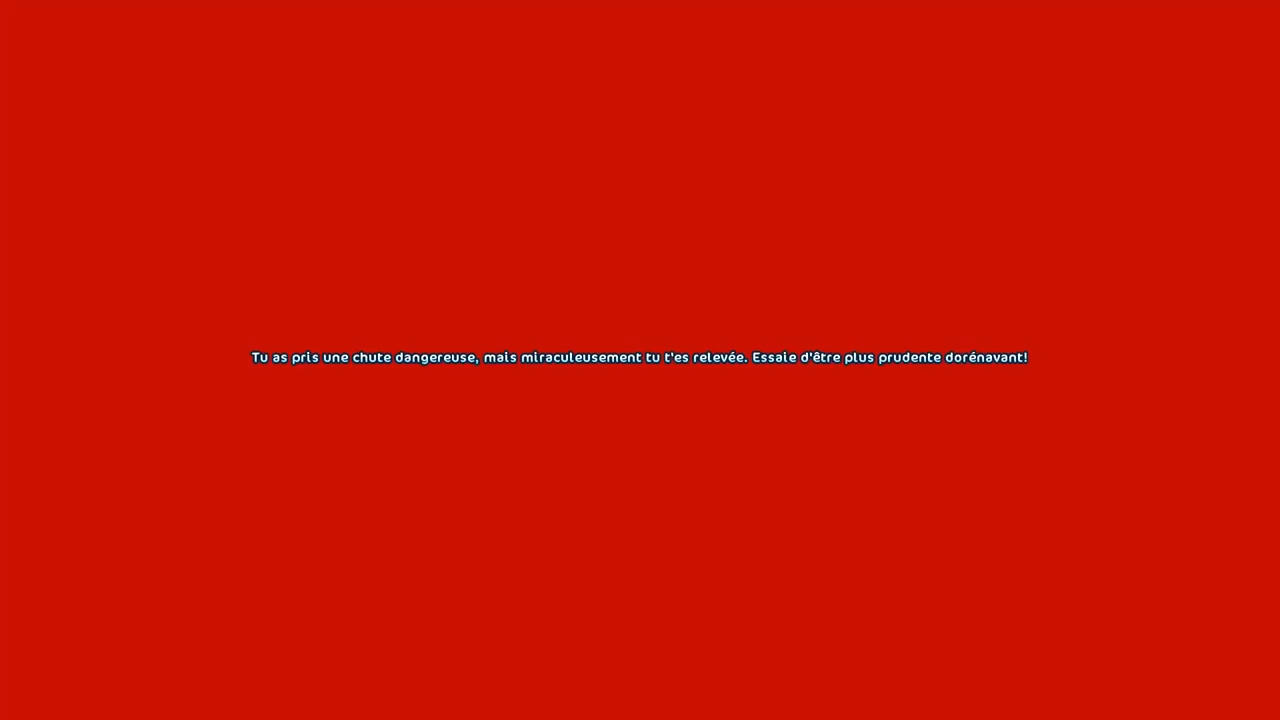 Tu as pris une chute dangereuse, mais miraculeusement tu t'es relevée. Essaie d'être plus prudente dorénavant!